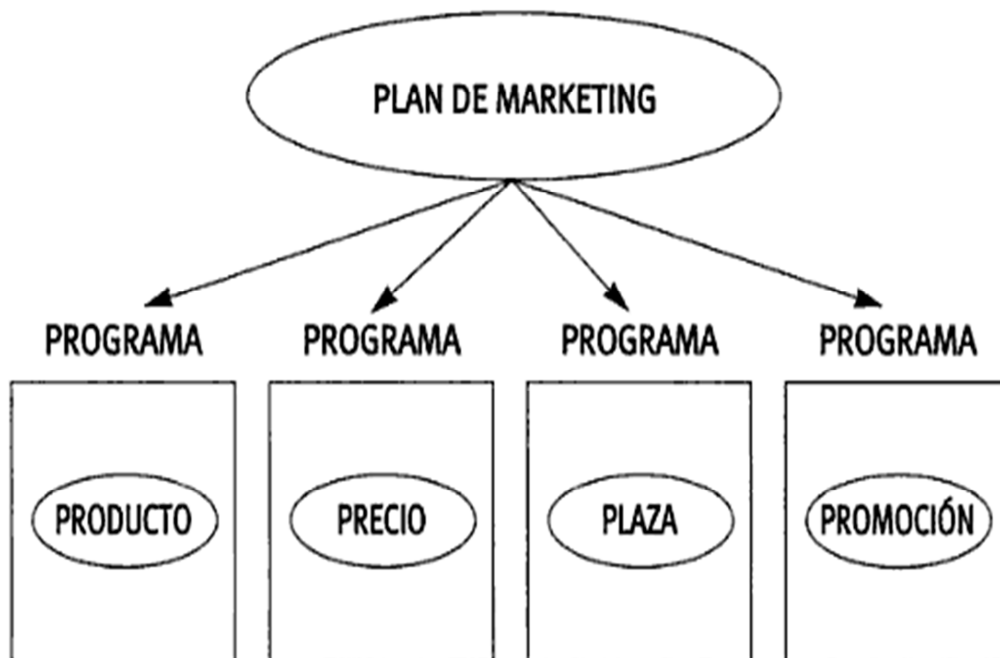 PLAN DE MARKETING
PROGRAMA
PROGRAMA
PROGRAMA
PROGRAMA
PRODUCTO
PRECIO
PLAZA
PROMOCIÓN